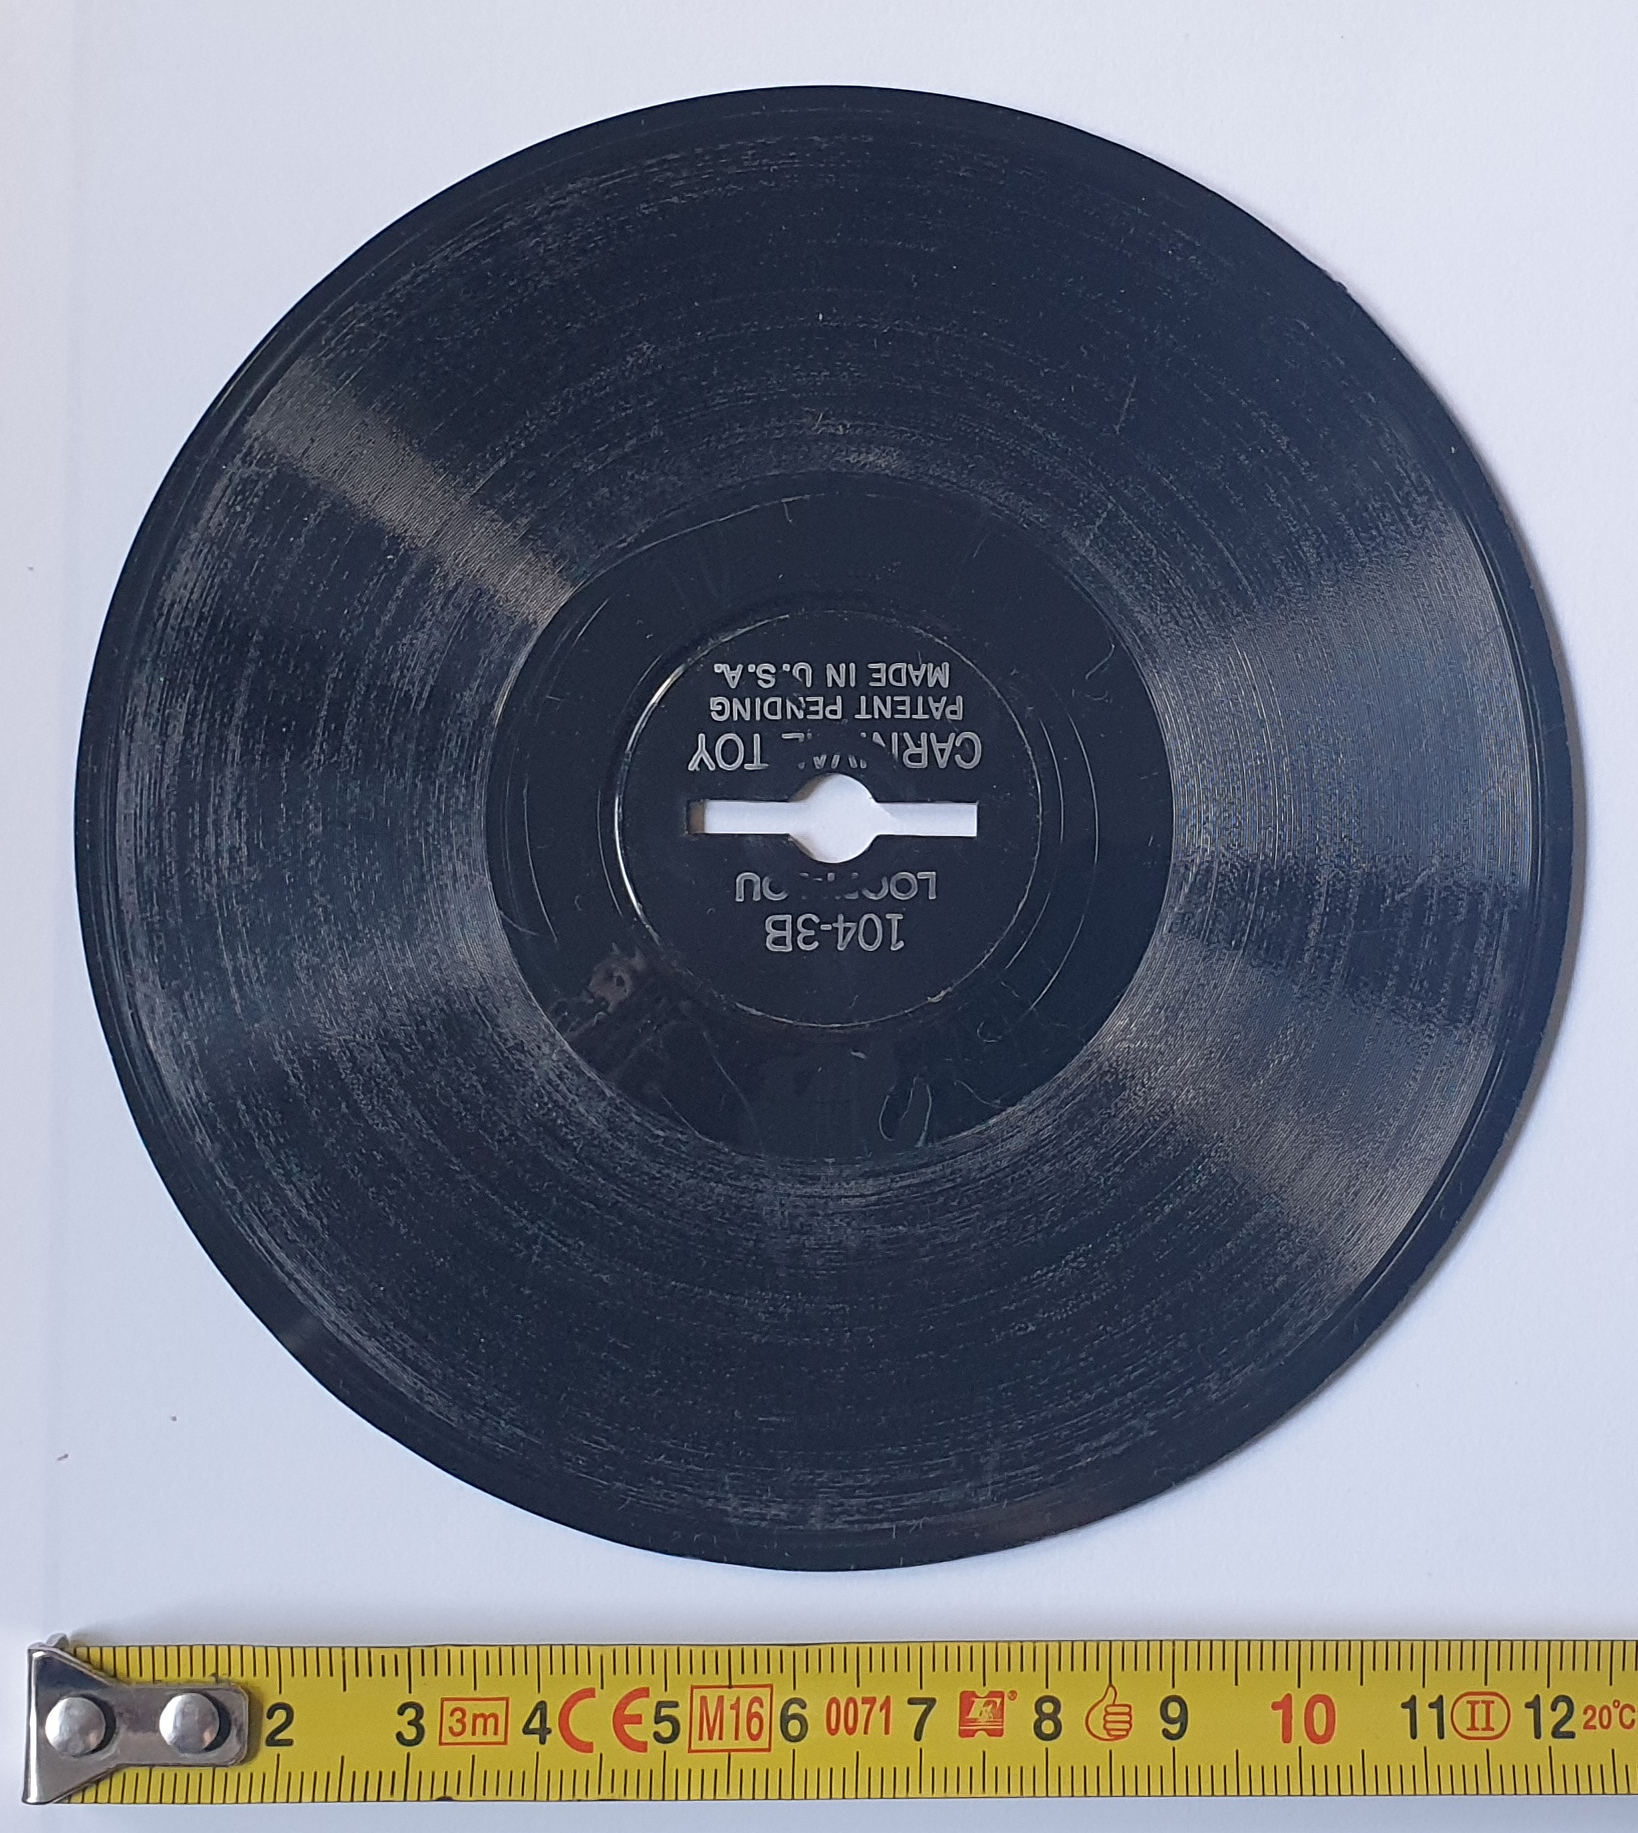 104-3B
CARNIVAL TOY
PATENT PENDING
MADE IN U.S.A.
2 3 3m 4 CE 5 M16 6 0071 7 ® 8 9 10 11 II 12 20°C